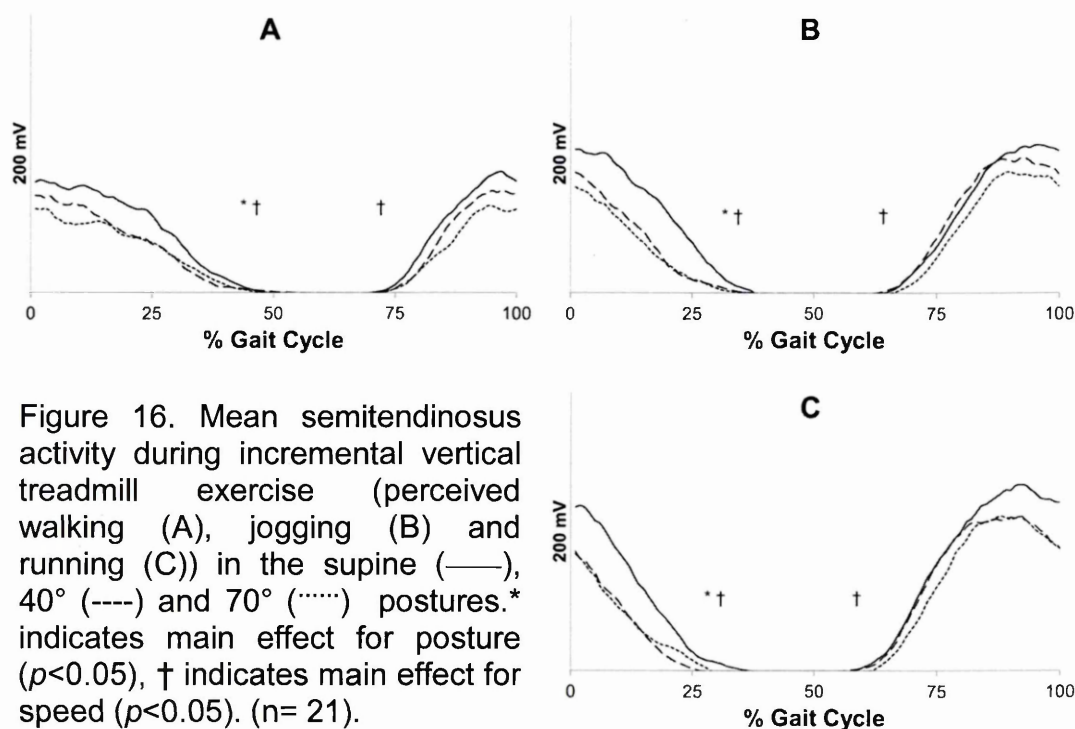 A
200 mV
* † †
0 25 50 75 100
% Gait Cycle
B
200 mV
* † †
0 25 50 75 100
% Gait Cycle
Figure 16. Mean semitendinosus
activity during incremental vertical
treadmill exercise (perceived
walking (A), jogging (B) and
running (C)) in the supine (——),
40° (----) and 70° (······) postures.*
indicates main effect for posture
(p<0.05), † indicates main effect for
speed (p<0.05). (n= 21).
C
200 mV
* † †
0 25 50 75 100
% Gait Cycle